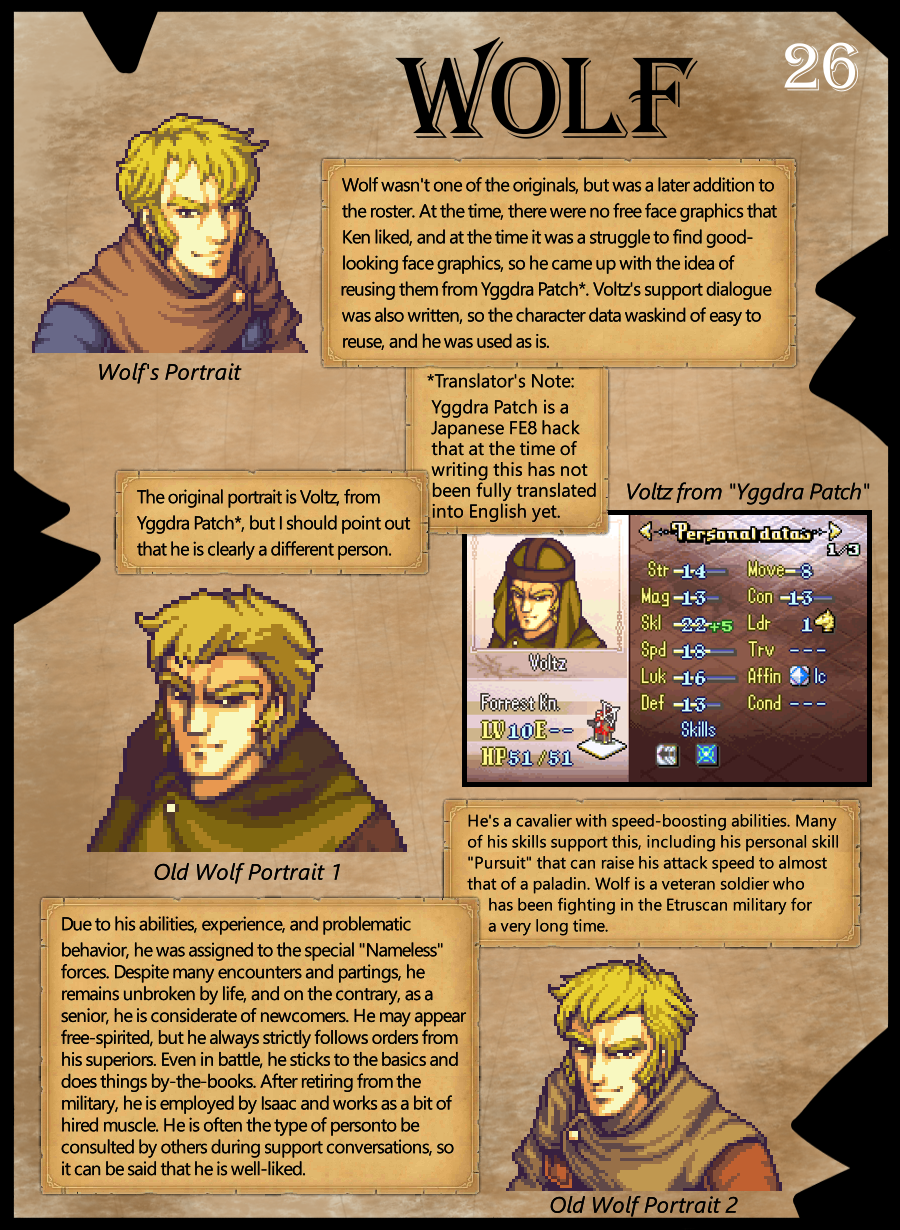 WOLF
26
Wolf wasn't one of the originals, but was a later addition to
the roster. At the time, there were no free face graphics that
Ken liked, and at the time it was a struggle to find good-
looking face graphics, so he came up with the idea of
reusing them from Yggdra Patch*. Voltz's support dialogue
was also written, so the character data waskind of easy to
reuse, and he was used as is.
Wolf's Portrait
*Translator's Note:
Yggdra Patch is a
Japanese FE8 hack
that at the time of
writing this has not
been fully translated
into English yet.
The original portrait is Voltz, from
Yggdra Patch*, but I should point out
that he is clearly a different person.
Voltz from "Yggdra Patch"
Personal datas
1/3
Voltz
Forrest Kn.
LV 10 E --
HP 51 /51
Str 14 Move 8
Mag 13 Con 13
Skl 22 +5 Ldr 1
Spd 18 Trv ---
Luk 16 Affin Ic
Def 13 Cond ---
Skills
Old Wolf Portrait 1
He's a cavalier with speed-boosting abilities. Many
of his skills support this, including his personal skill
"Pursuit" that can raise his attack speed to almost
that of a paladin. Wolf is a veteran soldier who
has been fighting in the Etruscan military for
a very long time.
Due to his abilities, experience, and problematic
behavior, he was assigned to the special "Nameless"
forces. Despite many encounters and partings, he
remains unbroken by life, and on the contrary, as a
senior, he is considerate of newcomers. He may appear
free-spirited, but he always strictly follows orders from
his superiors. Even in battle, he sticks to the basics and
does things by-the-books. After retiring from the
military, he is employed by Isaac and works as a bit of
hired muscle. He is often the type of personto be
consulted by others during support conversations, so
it can be said that he is well-liked.
Old Wolf Portrait 2